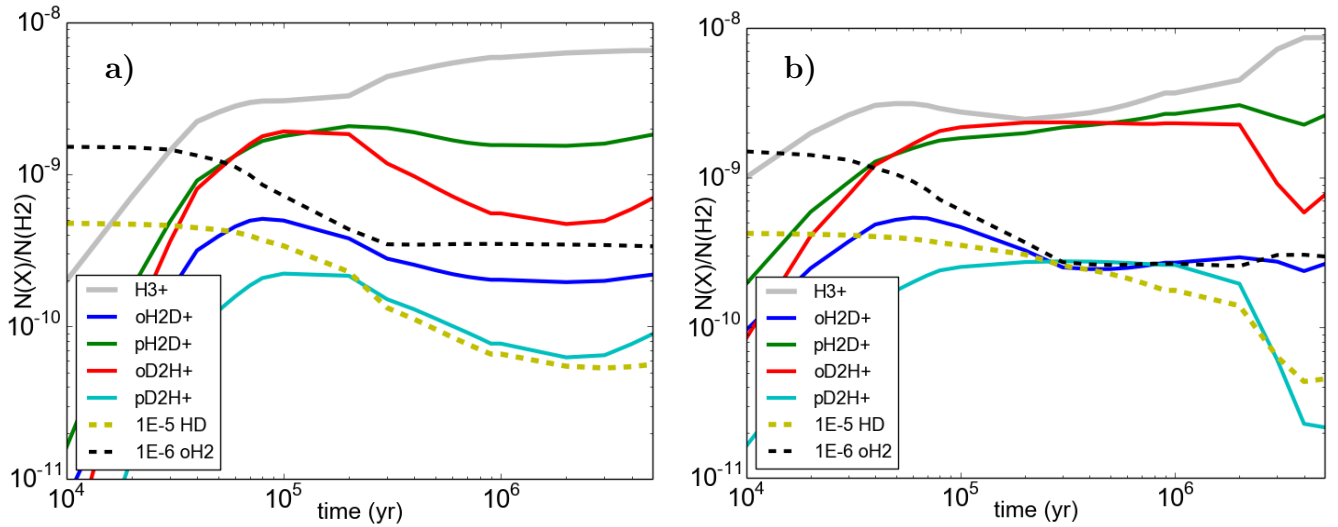 a)
N(X)/N(H2)
10^-8
10^-9
10^-10
10^-11
H3+
oH2D+
pH2D+
oD2H+
pD2H+
1E-5 HD
1E-6 oH2
10^4
10^5
10^6
time (yr)
b)
N(X)/N(H2)
10^-8
10^-9
10^-10
10^-11
H3+
oH2D+
pH2D+
oD2H+
pD2H+
1E-5 HD
1E-6 oH2
10^4
10^5
10^6
time (yr)